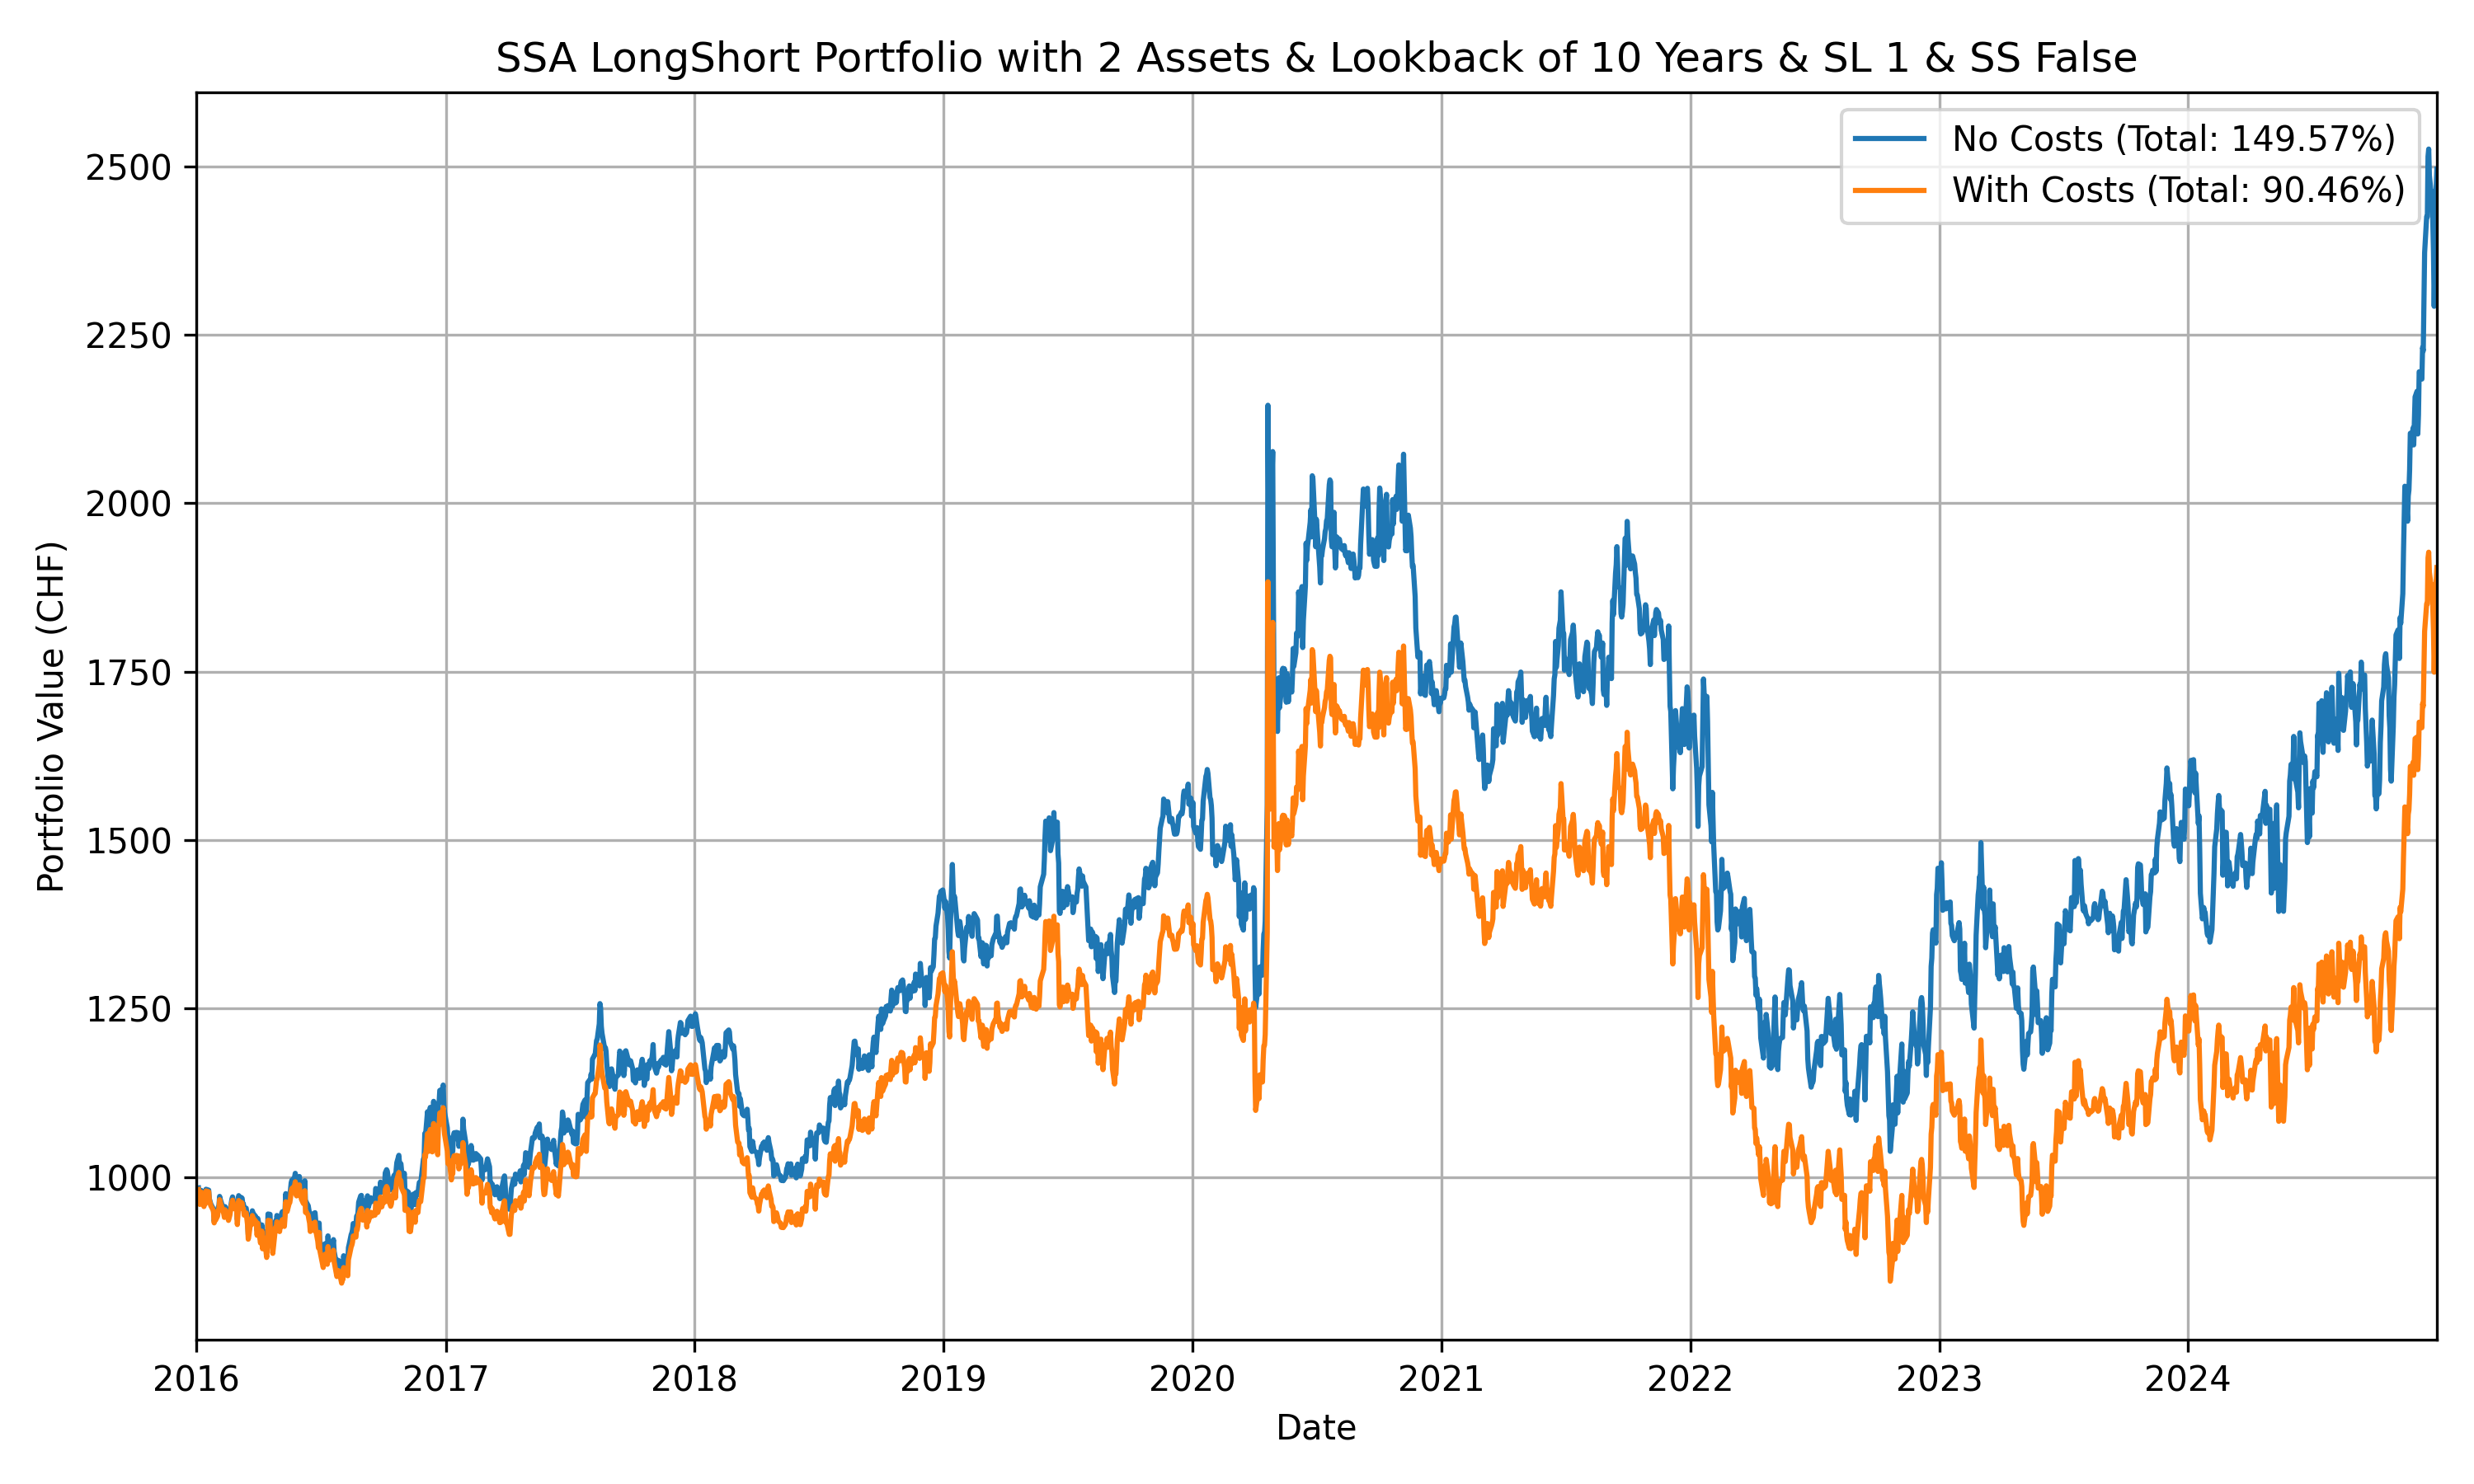 SSA LongShort Portfolio with 2 Assets & Lookback of 10 Years & SL 1 & SS False
No Costs (Total: 149.57%)
With Costs (Total: 90.46%)
Portfolio Value (CHF)
2500
2250
2000
1750
1500
1250
1000
2016 2017 2018 2019 2020 2021 2022 2023 2024
Date